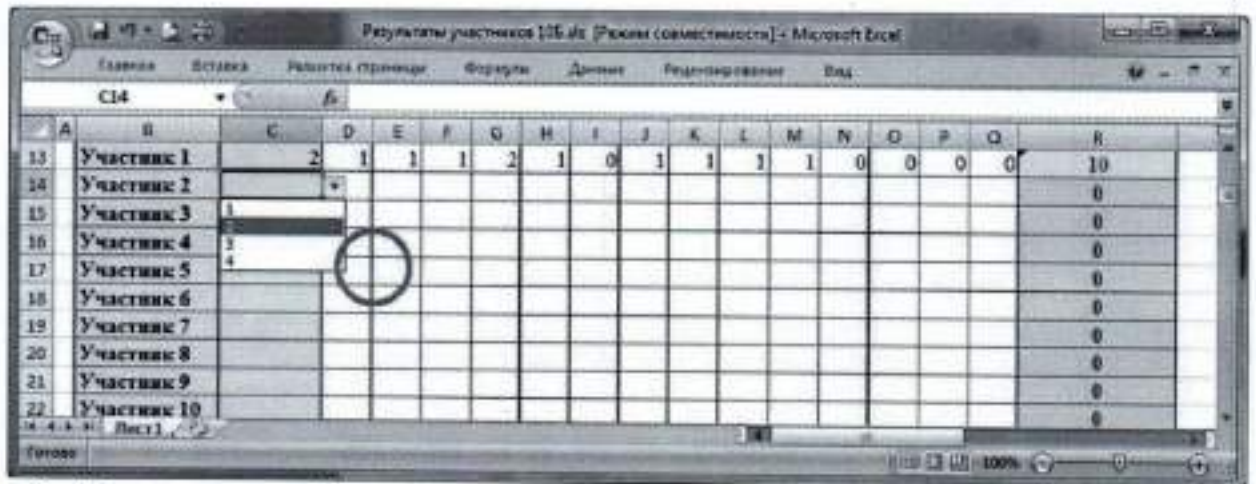 Результаты участников 106.xls [Режим совместимости] - Microsoft Excel
Главная Вставка Разметка страницы Формулы Данные Рецензирование Вид
C14 fx
A B C D E F G H I J K L M N O P Q R
13 Участник 1 2 1 1 1 2 1 0 1 1 1 1 0 0 0 0 10
14 Участник 2 0
15 Участник 3 1 0
2
16 Участник 4 3 0
17 Участник 5 4 0
18 Участник 6 0
19 Участник 7 0
20 Участник 8 0
21 Участник 9 0
22 Участник 10 0
Лист1
Готово 100%